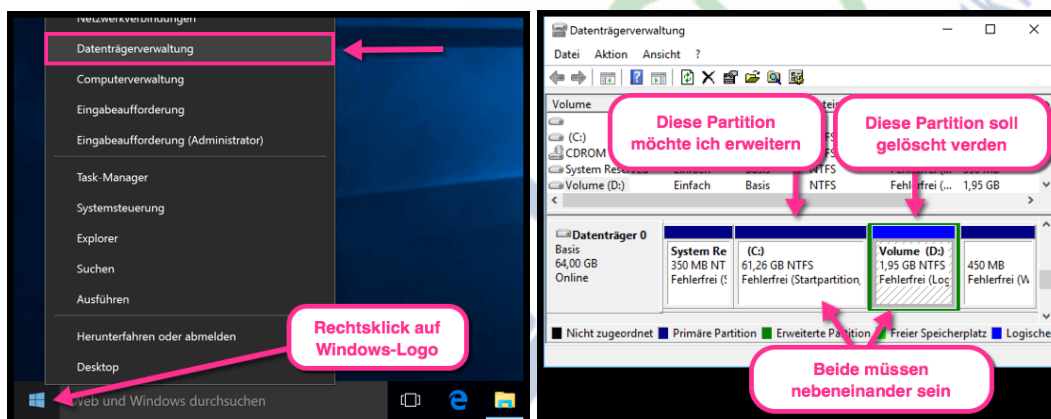 Netzwerkverbindungen
Datenträgerverwaltung
Computerverwaltung
Eingabeaufforderung
Eingabeaufforderung (Administrator)
Task-Manager
Systemsteuerung
Explorer
Suchen
Ausführen
Herunterfahren oder abmelden
Desktop
Rechtsklick auf
Windows-Logo
Web und Windows durchsuchen
Datenträgerverwaltung
Datei Aktion Ansicht ?
Volume
Diese Partition
möchte ich erweitern
Diese Partition soll
gelöscht verden
(C:)
CDROM
System Reserved
Volume (D:) Einfach Basis NTFS Fehlerfrei (... 1,95 GB
Datenträger 0
Basis
64,00 GB
Online
System Re
350 MB NT
Fehlerfrei (S
(C:)
61,26 GB NTFS
Fehlerfrei (Startpartition,
Volume (D:)
1,95 GB NTFS
Fehlerfrei (Log
450 MB
Fehlerfrei (W
Nicht zugeordnet Primäre Partition Erweiterte Partition Freier Speicherplatz Logische
Beide müssen
nebeneinander sein